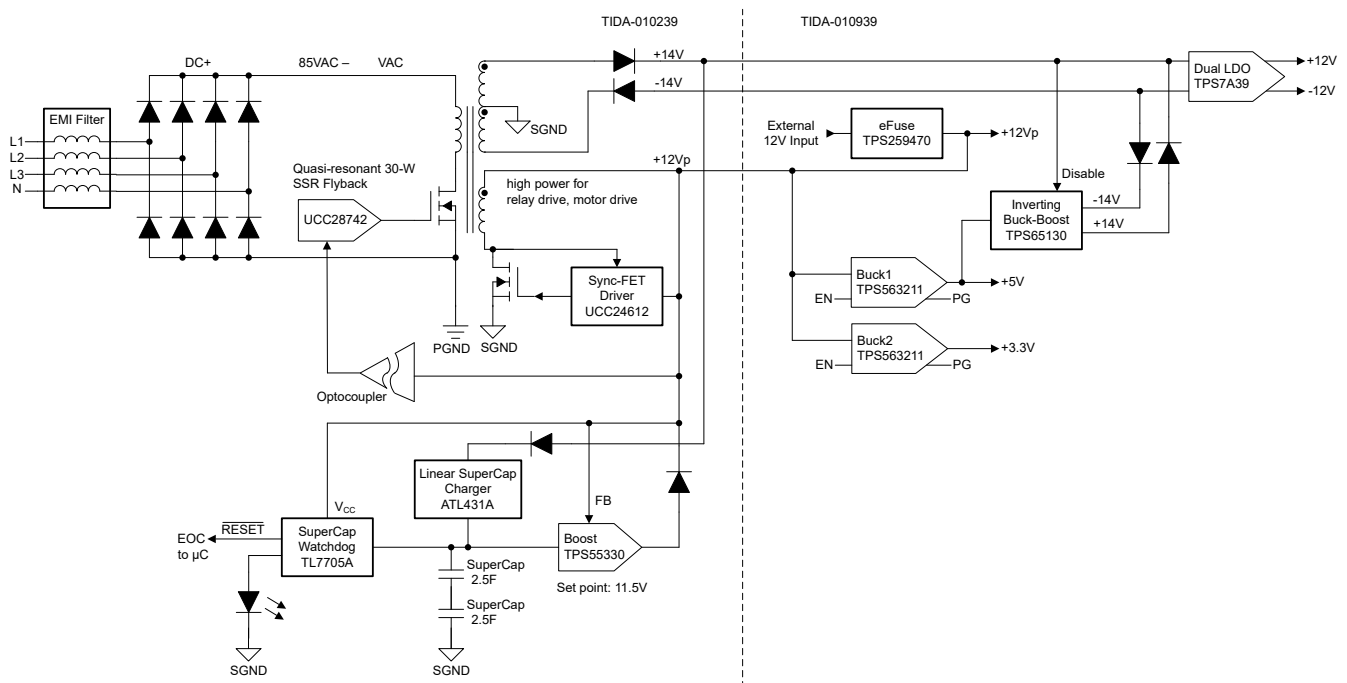 TIDA-010239
TIDA-010939
DC+
85VAC –
VAC
+14V
-14V
Dual LDO
TPS7A39
+12V
-12V
EMI Filter
L1
L2
L3
N
SGND
External
12V Input
eFuse
TPS259470
+12Vp
+12Vp
Quasi-resonant 30-W
SSR Flyback
UCC28742
high power for
relay drive, motor drive
Disable
Inverting
Buck-Boost
TPS65130
-14V
+14V
Sync-FET
Driver
UCC24612
Buck1
TPS563211
EN
PG
+5V
PGND
SGND
Buck2
TPS563211
EN
PG
+3.3V
Optocoupler
Linear SuperCap
Charger
ATL431A
FB
VCC
EOC
to µC
RESET
SuperCap
Watchdog
TL7705A
Boost
TPS55330
Set point: 11.5V
SuperCap
2.5F
SuperCap
2.5F
SGND
SGND